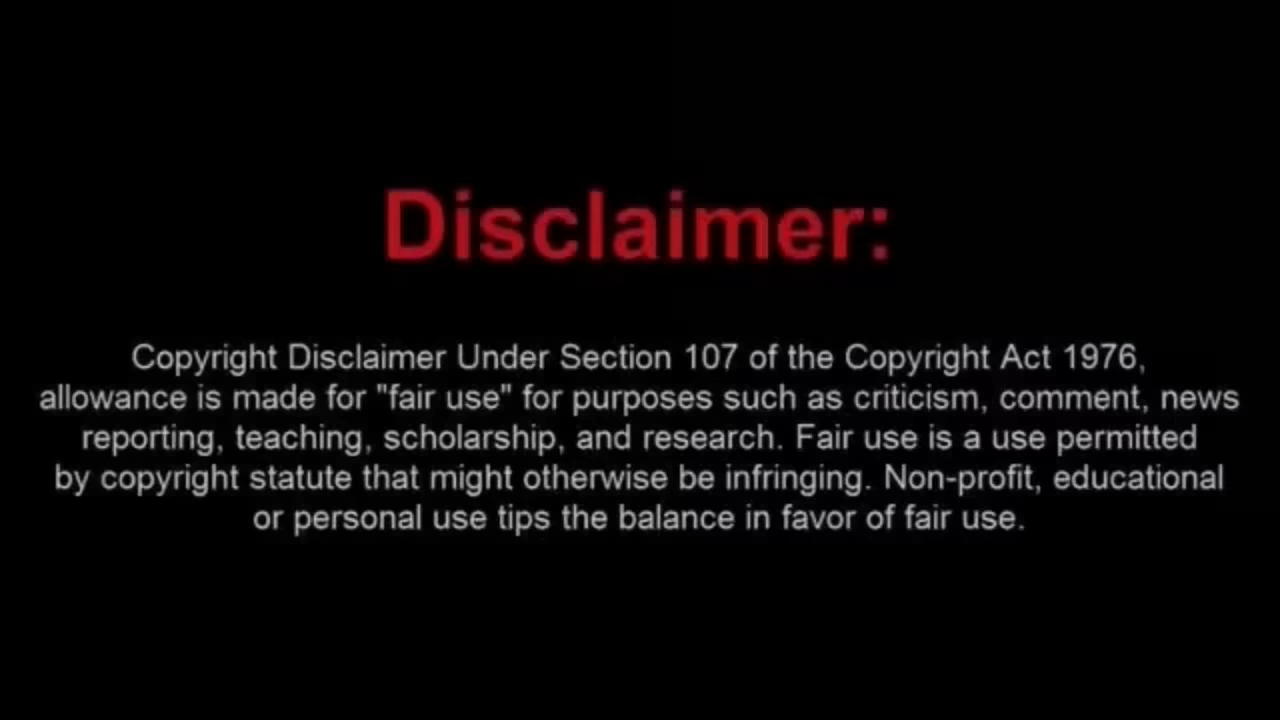 Disclaimer:
Copyright Disclaimer Under Section 107 of the Copyright Act 1976,
allowance is made for "fair use" for purposes such as criticism, comment, news
reporting, teaching, scholarship, and research. Fair use is a use permitted
by copyright statute that might otherwise be infringing. Non-profit, educational
or personal use tips the balance in favor of fair use.